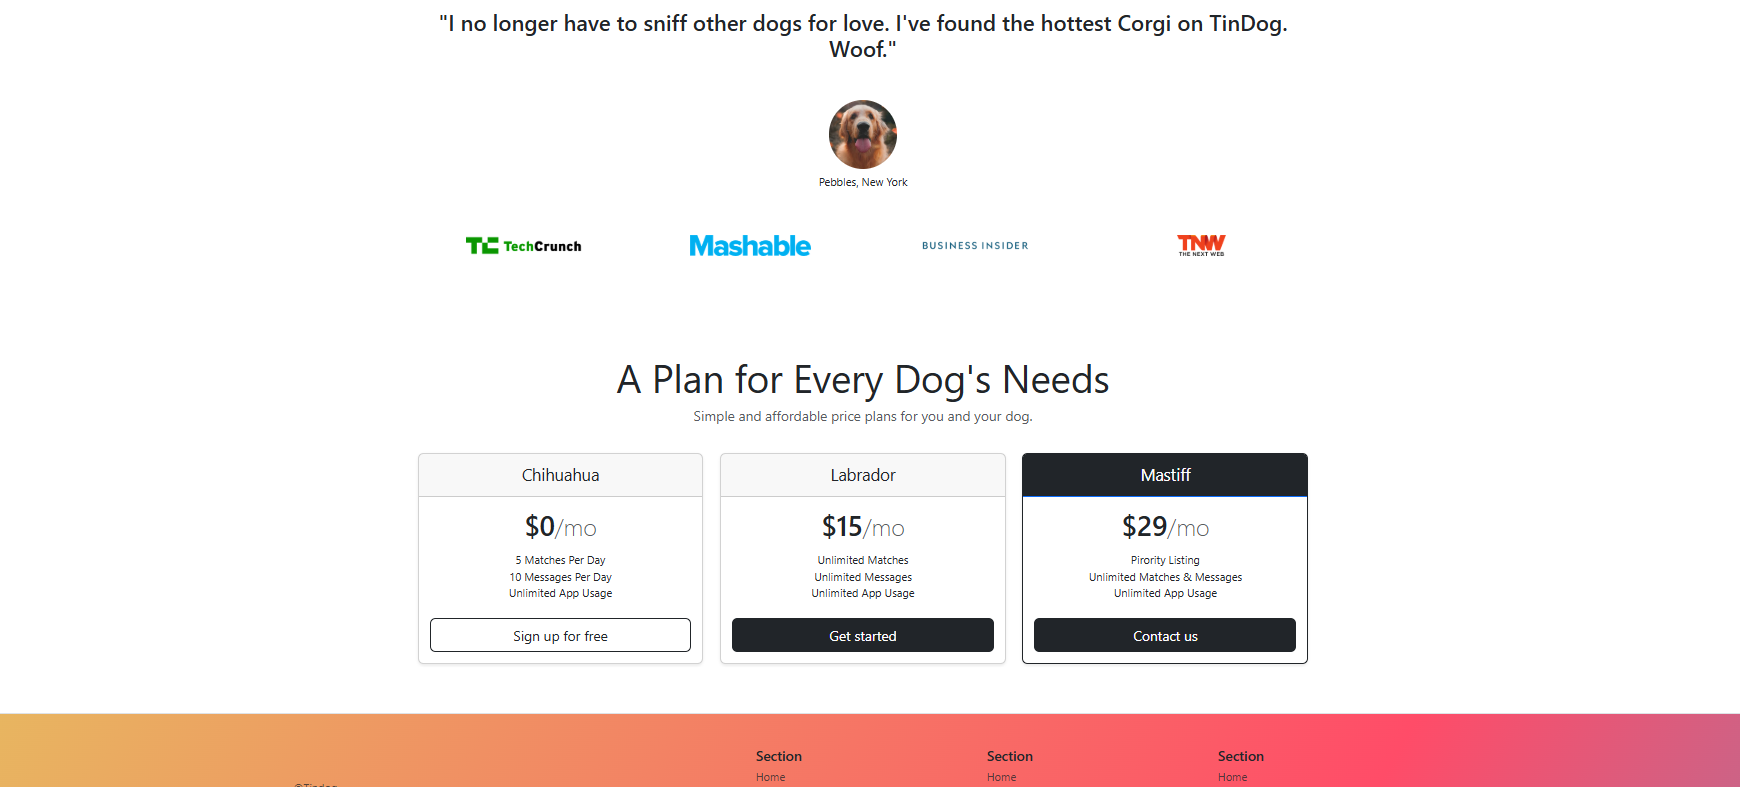 "I no longer have to sniff other dogs for love. I've found the hottest Corgi on TinDog.
Woof."
Pebbles, New York
TC TechCrunch
Mashable
BUSINESS INSIDER
TNW
THE NEXT WEB
A Plan for Every Dog's Needs
Simple and affordable price plans for you and your dog.
Chihuahua
$0/mo
5 Matches Per Day
10 Messages Per Day
Unlimited App Usage
Sign up for free
Labrador
$15/mo
Unlimited Matches
Unlimited Messages
Unlimited App Usage
Get started
Mastiff
$29/mo
Pirority Listing
Unlimited Matches & Messages
Unlimited App Usage
Contact us
Section
Home
Section
Home
Section
Home
©Tindog